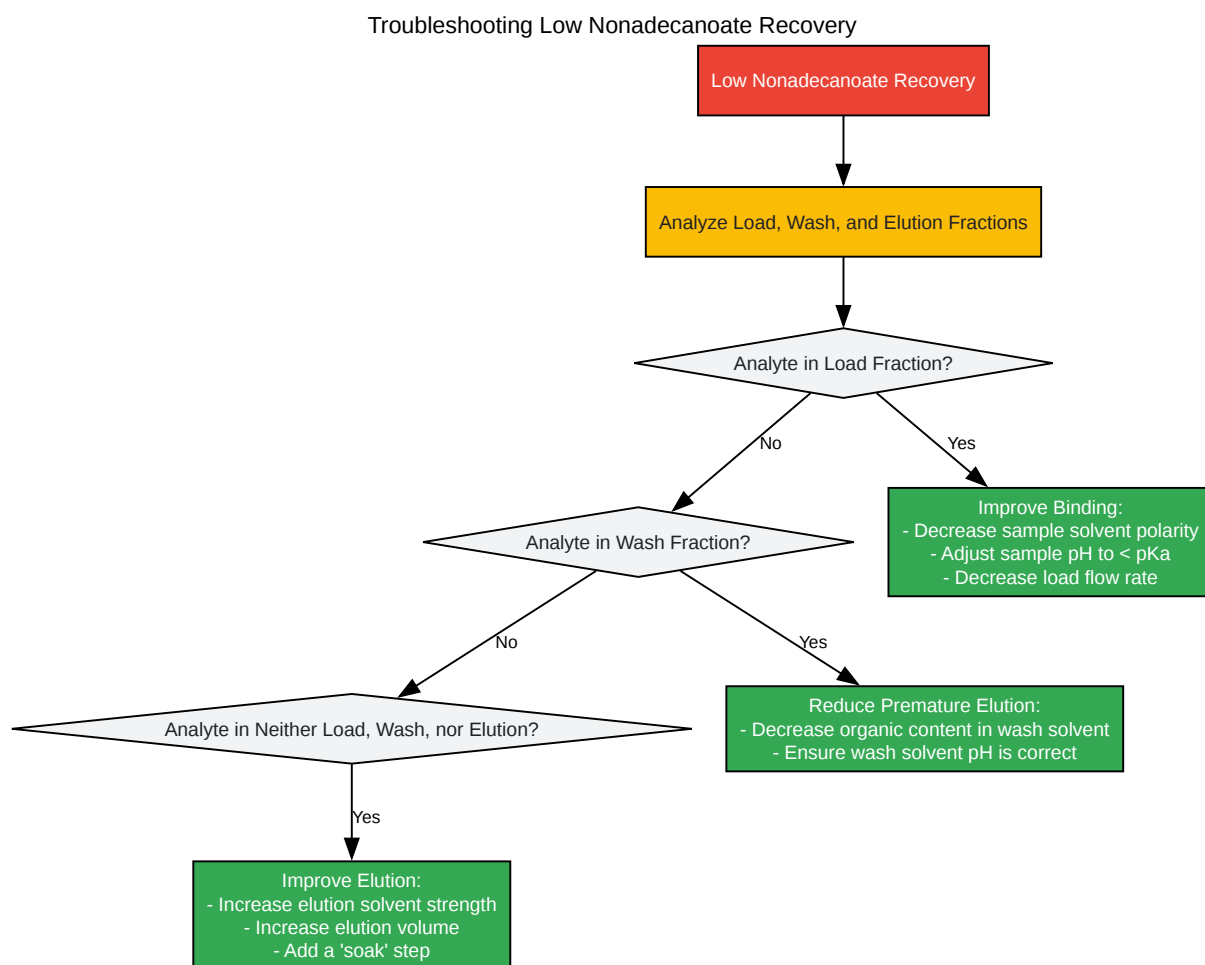 Troubleshooting Low Nonadecanoate Recovery
Low Nonadecanoate Recovery
Analyze Load, Wash, and Elution Fractions
Analyte in Load Fraction?
No
Yes
Improve Binding:
- Decrease sample solvent polarity
- Adjust sample pH to < pKa
- Decrease load flow rate
Analyte in Wash Fraction?
No
Yes
Reduce Premature Elution:
- Decrease organic content in wash solvent
- Ensure wash solvent pH is correct
Analyte in Neither Load, Wash, nor Elution?
Yes
Improve Elution:
- Increase elution solvent strength
- Increase elution volume
- Add a 'soak' step